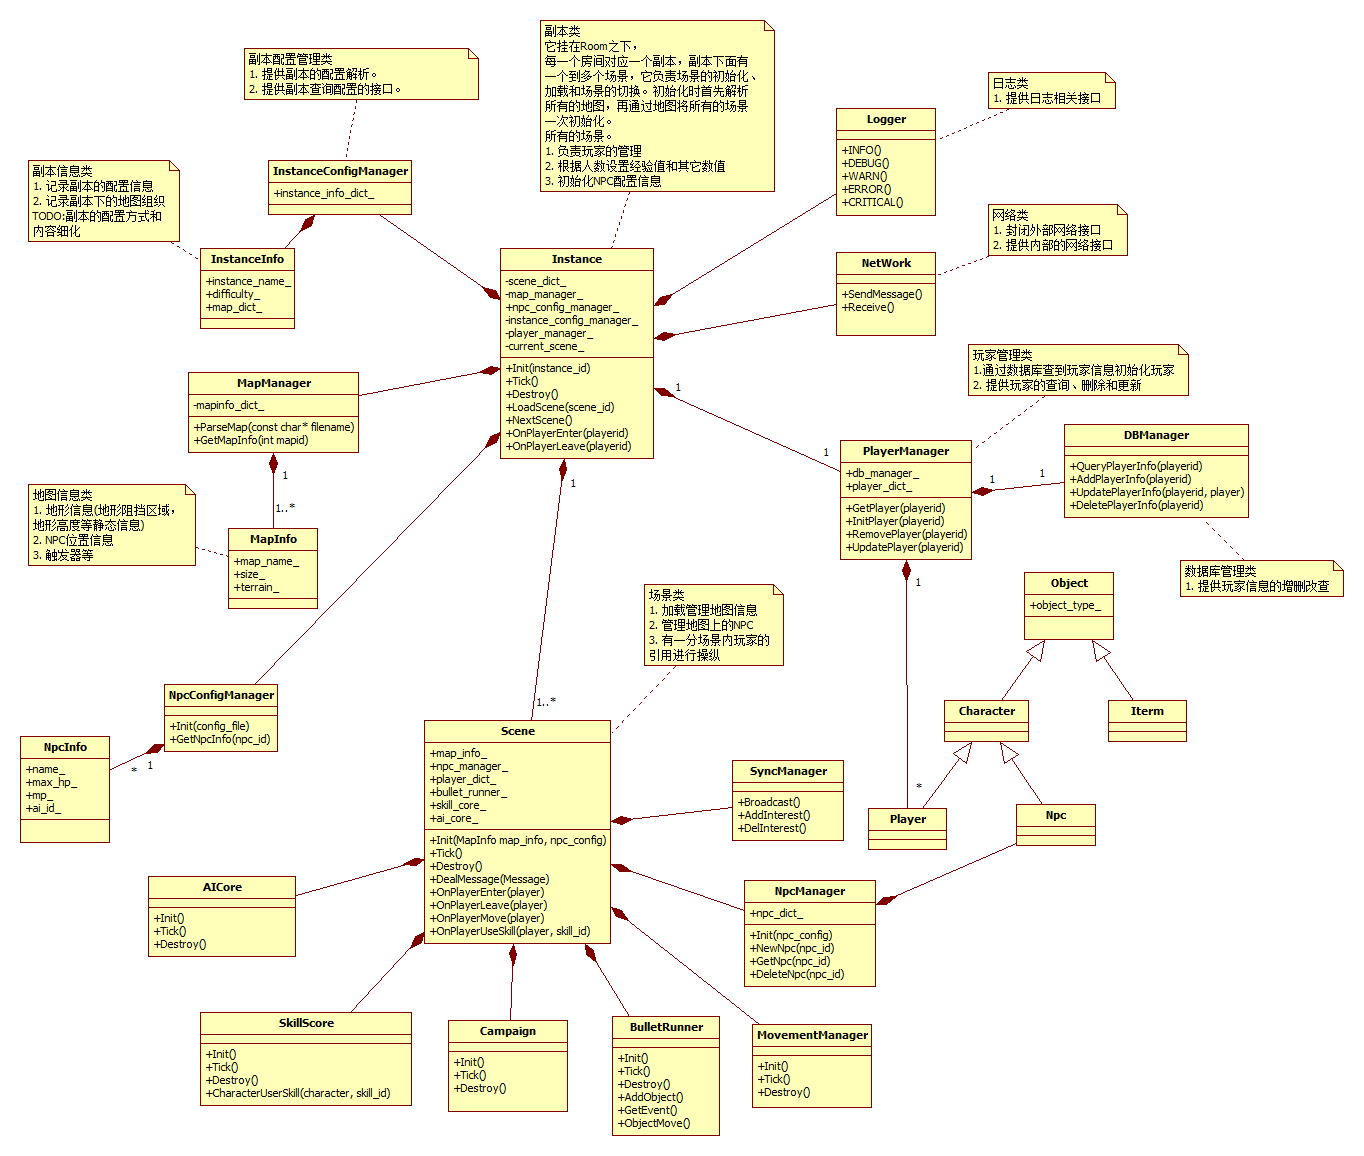 副本类
它挂在Room之下，
每一个房间对应一个副本，副本下面有
一个到多个场景，它负责场景的初始化、
加载和场景的切换。初始化时首先解析
所有的地图，再通过地图将所有的场景
一次初始化。
所有的场景。
1. 负责玩家的管理
2. 根据人数设置经验值和其它数值
3. 初始化NPC配置信息
副本配置管理类
1. 提供副本的配置解析。
2. 提供副本查询配置的接口。
日志类
1. 提供日志相关接口
Logger
+INFO()
+DEBUG()
+WARN()
+ERROR()
+CRITICAL()
副本信息类
1. 记录副本的配置信息
2. 记录副本下的地图组织
TODO:副本的配置方式和
内容细化
InstanceConfigManager
+instance_info_dict_
网络类
1. 封闭外部网络接口
2. 提供内部的网络接口
InstanceInfo
+instance_name_
+difficulty_
+map_dict_
Instance
-scene_dict_
-map_manager_
+npc_config_manager_
-instance_config_manager_
-player_manager_
-current_scene_
+Init(instance_id)
+Tick()
+Destroy()
+LoadScene(scene_id)
+NextScene()
+OnPlayerEnter(playerid)
+OnPlayerLeave(playerid)
NetWork
+SendMessage()
+Receive()
玩家管理类
1.通过数据库查到玩家信息初始化玩家
2. 提供玩家的查询、删除和更新
MapManager
-mapinfo_dict_
+ParseMap(const char* filename)
+GetMapInfo(int mapid)
1
1
PlayerManager
+db_manager_
+player_dict_
+GetPlayer(playerid)
+InitPlayer(playerid)
+RemovePlayer(playerid)
+UpdatePlayer(playerid)
1
1
DBManager
+QueryPlayerInfo(playerid)
+AddPlayerInfo(playerid)
+UpdatePlayerInfo(playerid, player)
+DeletePlayerInfo(playerid)
1
1..*
1
地图信息类
1. 地形信息(地形阻挡区域，
地形高度等静态信息)
2. NPC位置信息
3. 触发器等
MapInfo
+map_name_
+size_
+terrain_
数据库管理类
1. 提供玩家信息的增删改查
1
Object
+object_type_
场景类
1. 加载管理地图信息
2. 管理地图上的NPC
3. 有一分场景内玩家的
引用进行操纵
NpcConfigManager
+Init(config_file)
+GetNpcInfo(npc_id)
1..*
Character
Iterm
NpcInfo
+name_
+max_hp_
+mp_
+ai_id_
*
1
Scene
+map_info_
+npc_manager_
+player_dict_
+bullet_runner_
+skill_core_
+ai_core_
+Init(MapInfo map_info, npc_config)
+Tick()
+Destroy()
+DealMessage(Message)
+OnPlayerEnter(player)
+OnPlayerLeave(player)
+OnPlayerMove(player)
+OnPlayerUseSkill(player, skill_id)
SyncManager
+Broadcast()
+AddInterest()
+DelInterest()
*
Player
Npc
AICore
+Init()
+Tick()
+Destroy()
NpcManager
+npc_dict_
+Init(npc_config)
+NewNpc(npc_id)
+GetNpc(npc_id)
+DeleteNpc(npc_id)
SkillScore
+Init()
+Tick()
+Destroy()
+CharacterUserSkill(character, skill_id)
Campaign
+Init()
+Tick()
+Destroy()
BulletRunner
+Init()
+Tick()
+Destroy()
+AddObject()
+GetEvent()
+ObjectMove()
MovementManager
+Init()
+Tick()
+Destroy()